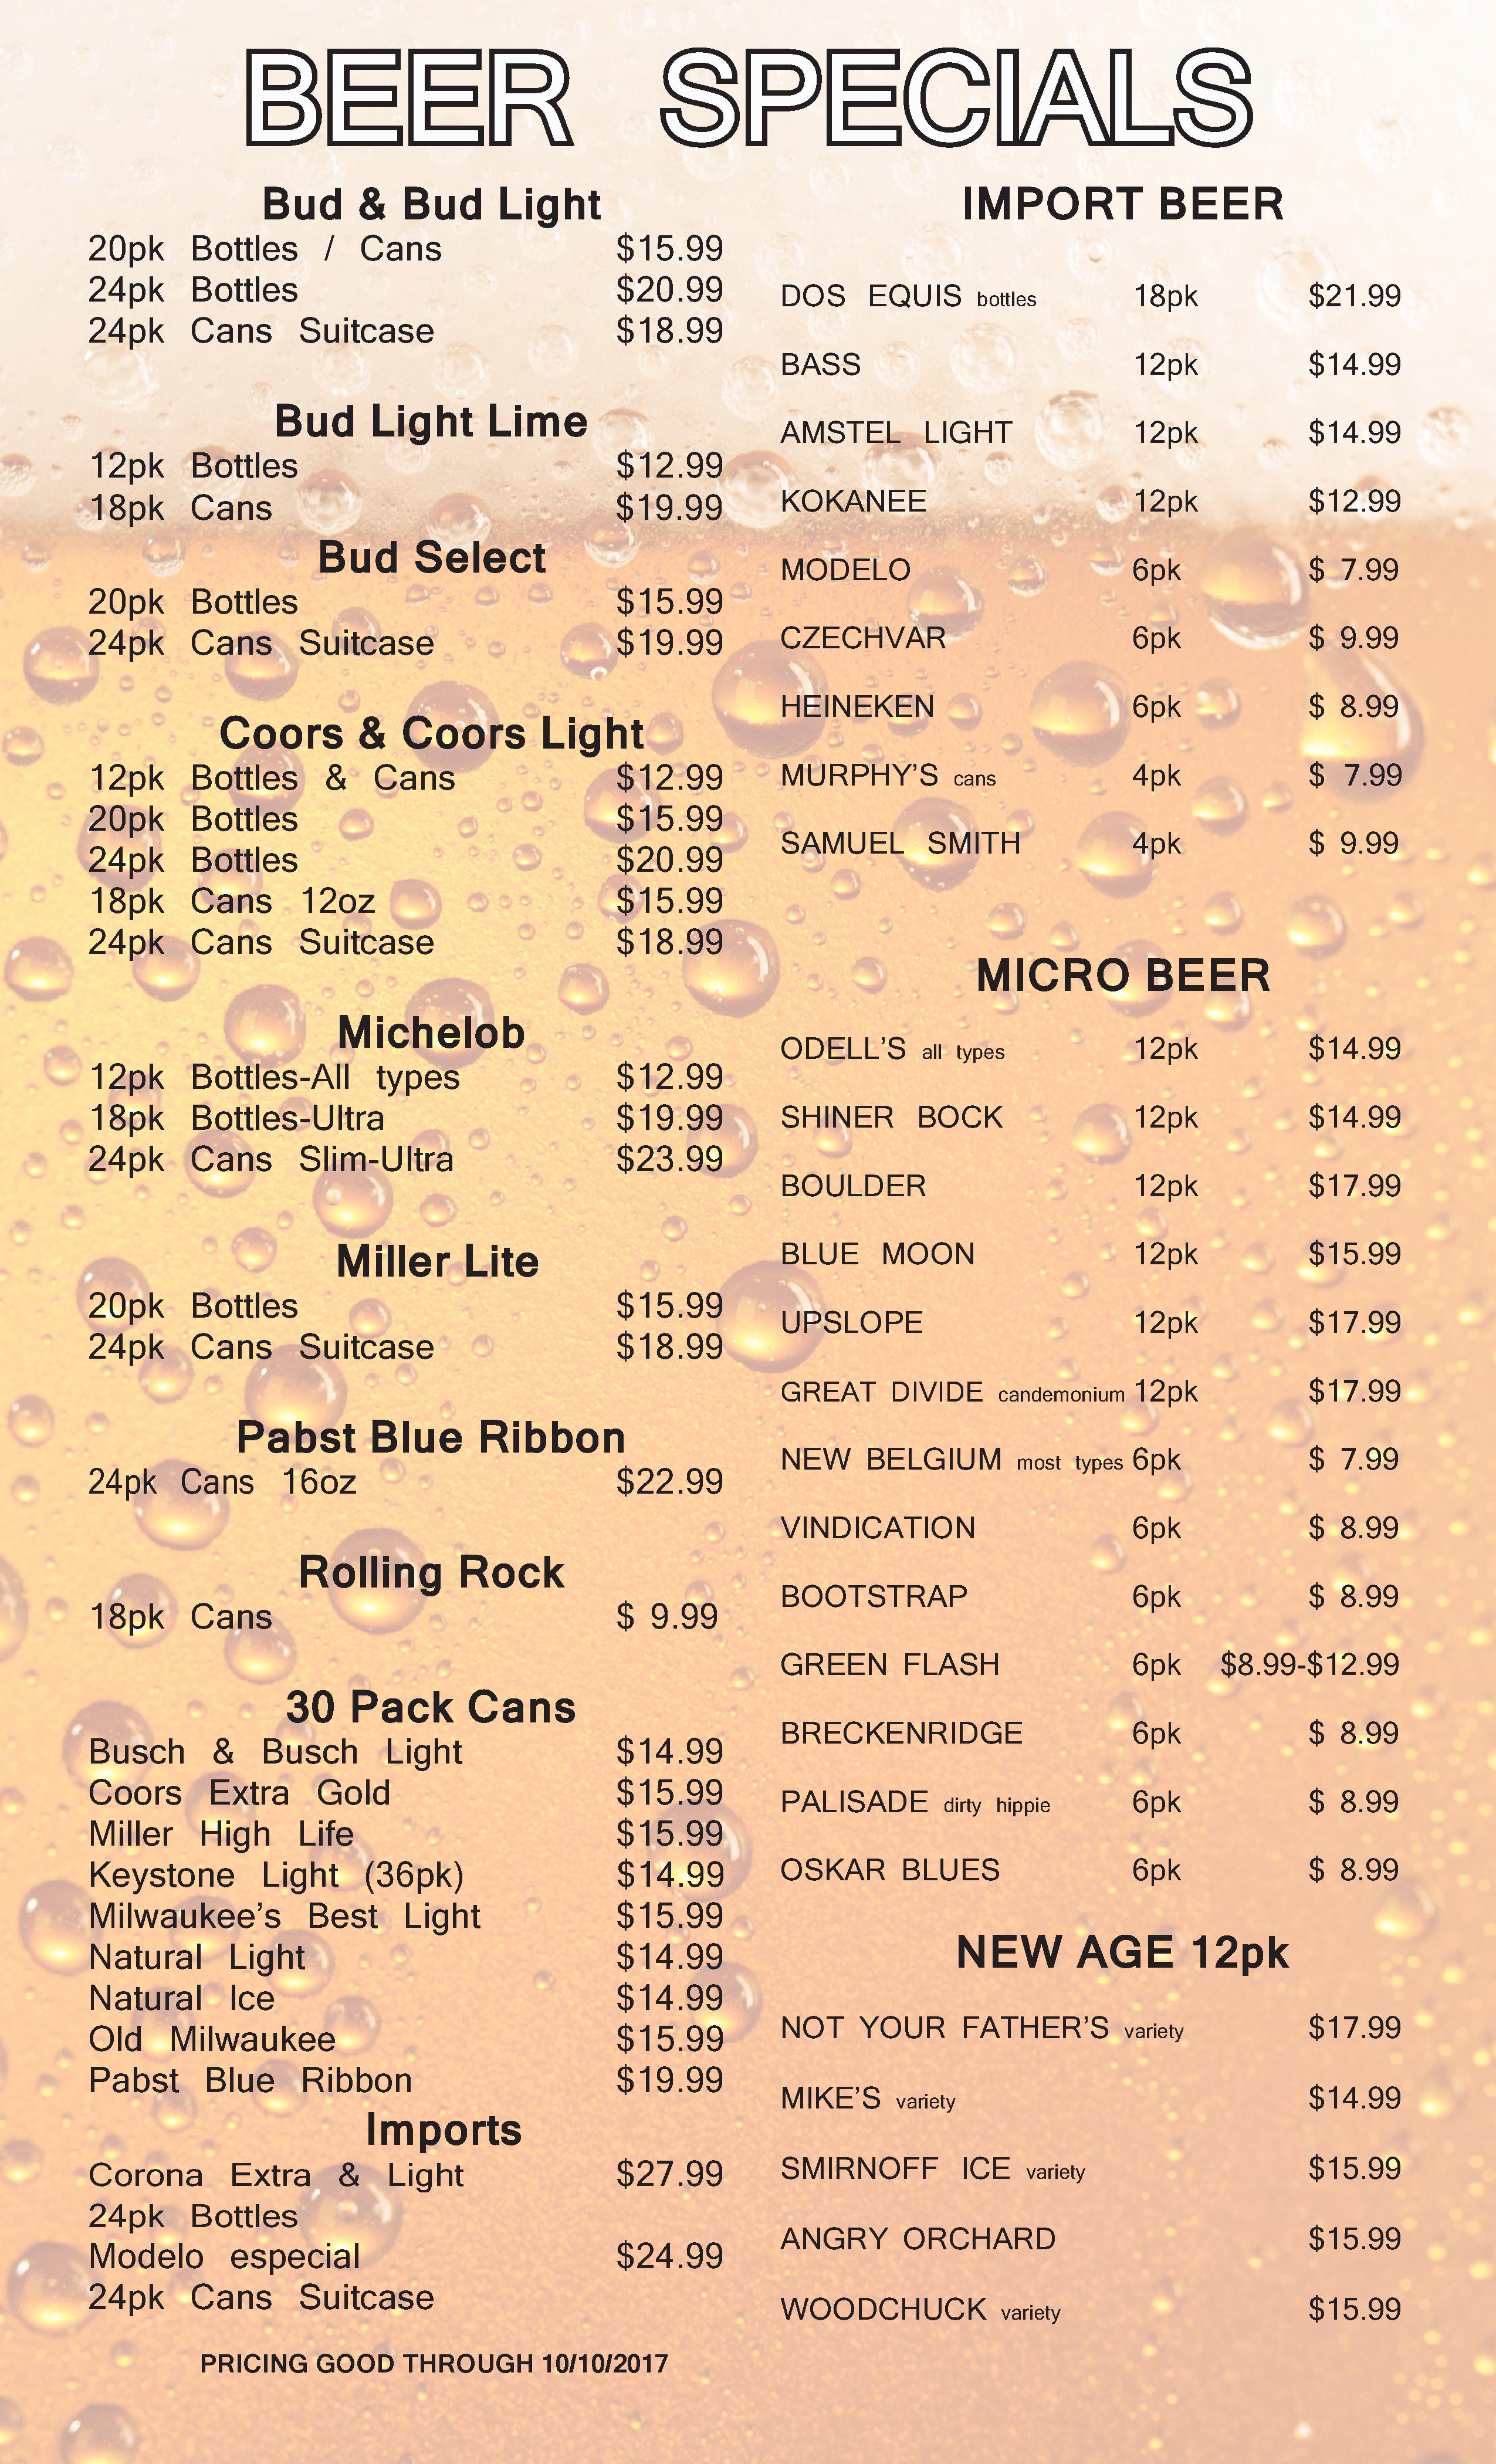 BEER SPECIALS
Bud & Bud Light
20pk Bottles / Cans $15.99
24pk Bottles $20.99
24pk Cans Suitcase $18.99
Bud Light Lime
12pk Bottles $12.99
18pk Cans $19.99
Bud Select
20pk Bottles $15.99
24pk Cans Suitcase $19.99
Coors & Coors Light
12pk Bottles & Cans $12.99
20pk Bottles $15.99
24pk Bottles $20.99
18pk Cans 12oz $15.99
24pk Cans Suitcase $18.99
Michelob
12pk Bottles-All types $12.99
18pk Bottles-Ultra $19.99
24pk Cans Slim-Ultra $23.99
Miller Lite
20pk Bottles $15.99
24pk Cans Suitcase $18.99
Pabst Blue Ribbon
24pk Cans 16oz $22.99
Rolling Rock
18pk Cans $ 9.99
30 Pack Cans
Busch & Busch Light $14.99
Coors Extra Gold $15.99
Miller High Life $15.99
Keystone Light (36pk) $14.99
Milwaukee's Best Light $15.99
Natural Light $14.99
Natural Ice $14.99
Old Milwaukee $15.99
Pabst Blue Ribbon $19.99
Imports
Corona Extra & Light $27.99
24pk Bottles
Modelo especial $24.99
24pk Cans Suitcase
PRICING GOOD THROUGH 10/10/2017
IMPORT BEER
DOS EQUIS bottles 18pk $21.99
BASS 12pk $14.99
AMSTEL LIGHT 12pk $14.99
KOKANEE 12pk $12.99
MODELO 6pk $ 7.99
CZECHVAR 6pk $ 9.99
HEINEKEN 6pk $ 8.99
MURPHY'S cans 4pk $ 7.99
SAMUEL SMITH 4pk $ 9.99
MICRO BEER
ODELL'S all types 12pk $14.99
SHINER BOCK 12pk $14.99
BOULDER 12pk $17.99
BLUE MOON 12pk $15.99
UPSLOPE 12pk $17.99
GREAT DIVIDE candemonium 12pk $17.99
NEW BELGIUM most types 6pk $ 7.99
VINDICATION 6pk $ 8.99
BOOTSTRAP 6pk $ 8.99
GREEN FLASH 6pk $8.99-$12.99
BRECKENRIDGE 6pk $ 8.99
PALISADE dirty hippie 6pk $ 8.99
OSKAR BLUES 6pk $ 8.99
NEW AGE 12pk
NOT YOUR FATHER'S variety $17.99
MIKE'S variety $14.99
SMIRNOFF ICE variety $15.99
ANGRY ORCHARD $15.99
WOODCHUCK variety $15.99